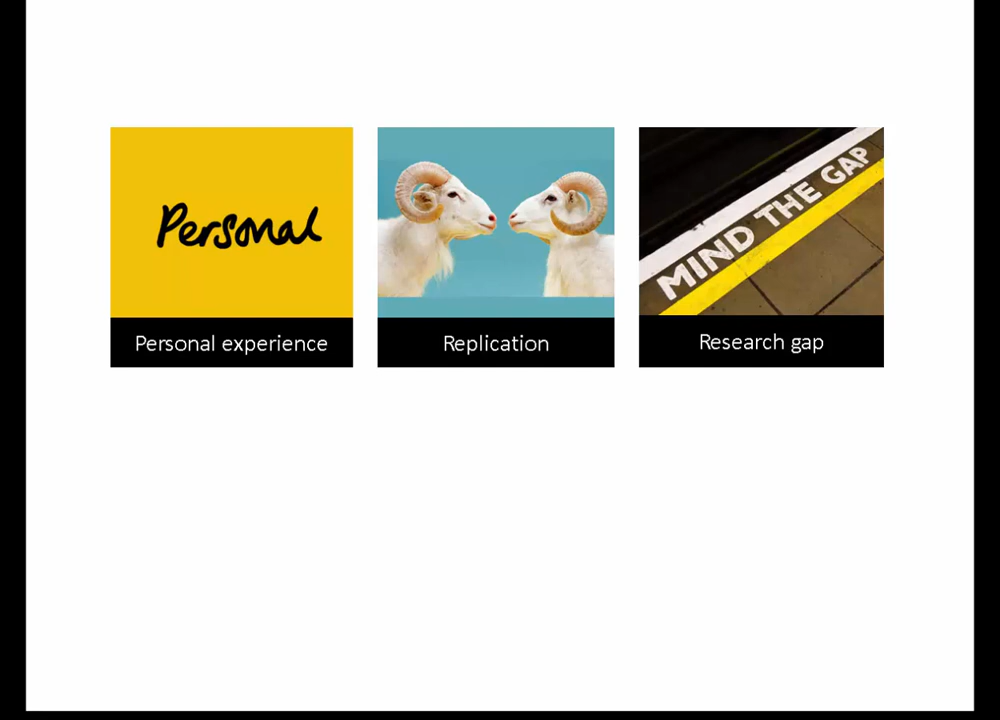 Personal
Personal experience
Replication
MIND THE GAP
Research gap